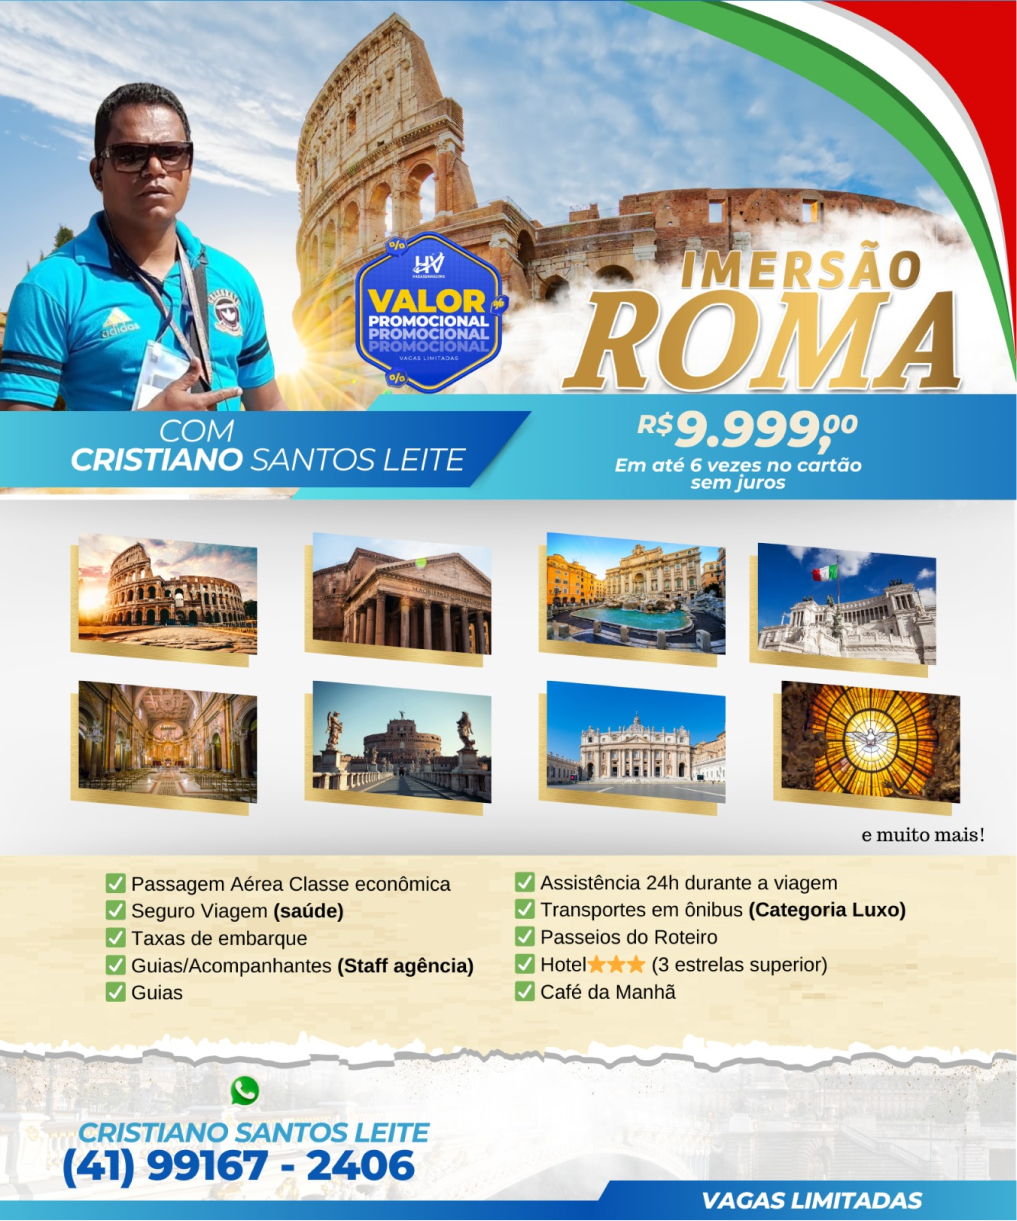 IMERSÃO
ROMA
HV
VALOR
PROMOCIONAL
PROMOCIONAL
PROMOCIONAL
VAGAS LIMITADAS
%
%
%
adidas
COM
CRISTIANO SANTOS LEITE
R$9.999,00
Em até 6 vezes no cartão
sem juros
e muito mais!
Passagem Aérea Classe econômica
Seguro Viagem (saúde)
Taxas de embarque
Guias/Acompanhantes (Staff agência)
Guias
Assistência 24h durante a viagem
Transportes em ônibus (Categoria Luxo)
Passeios do Roteiro
Hotel⭐⭐⭐ (3 estrelas superior)
Café da Manhã
CRISTIANO SANTOS LEITE
(41) 99167 - 2406
VAGAS LIMITADAS